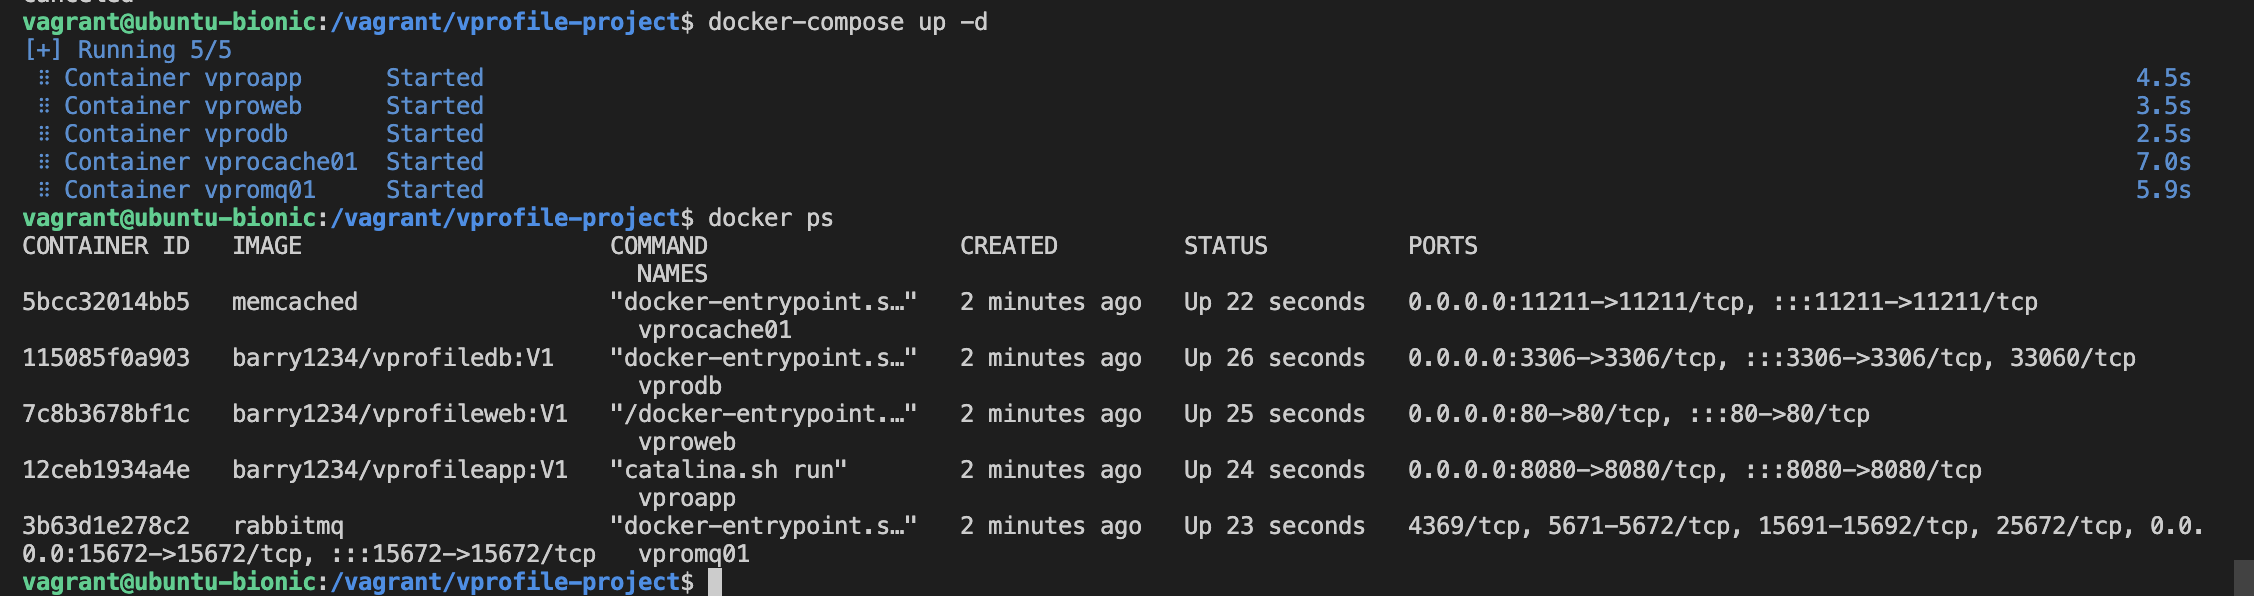 canceled
vagrant@ubuntu-bionic:/vagrant/vprofile-project$ docker-compose up -d
[+] Running 5/5
⠿ Container vproapp      Started      4.5s
⠿ Container vproweb      Started      3.5s
⠿ Container vprodb       Started      2.5s
⠿ Container vprocache01  Started      7.0s
⠿ Container vpromq01     Started      5.9s
vagrant@ubuntu-bionic:/vagrant/vprofile-project$ docker ps
CONTAINER ID   IMAGE                      COMMAND                  CREATED         STATUS          PORTS
NAMES
5bcc32014bb5   memcached                  "docker-entrypoint.s…"   2 minutes ago   Up 22 seconds   0.0.0.0:11211->11211/tcp, :::11211->11211/tcp
vprocache01
115085f0a903   barry1234/vprofiledb:V1    "docker-entrypoint.s…"   2 minutes ago   Up 26 seconds   0.0.0.0:3306->3306/tcp, :::3306->3306/tcp, 33060/tcp
vprodb
7c8b3678bf1c   barry1234/vprofileweb:V1   "/docker-entrypoint.…"   2 minutes ago   Up 25 seconds   0.0.0.0:80->80/tcp, :::80->80/tcp
vproweb
12ceb1934a4e   barry1234/vprofileapp:V1   "catalina.sh run"        2 minutes ago   Up 24 seconds   0.0.0.0:8080->8080/tcp, :::8080->8080/tcp
vproapp
3b63d1e278c2   rabbitmq                   "docker-entrypoint.s…"   2 minutes ago   Up 23 seconds   4369/tcp, 5671-5672/tcp, 15691-15692/tcp, 25672/tcp, 0.0.
0.0:15672->15672/tcp, :::15672->15672/tcp   vpromq01
vagrant@ubuntu-bionic:/vagrant/vprofile-project$